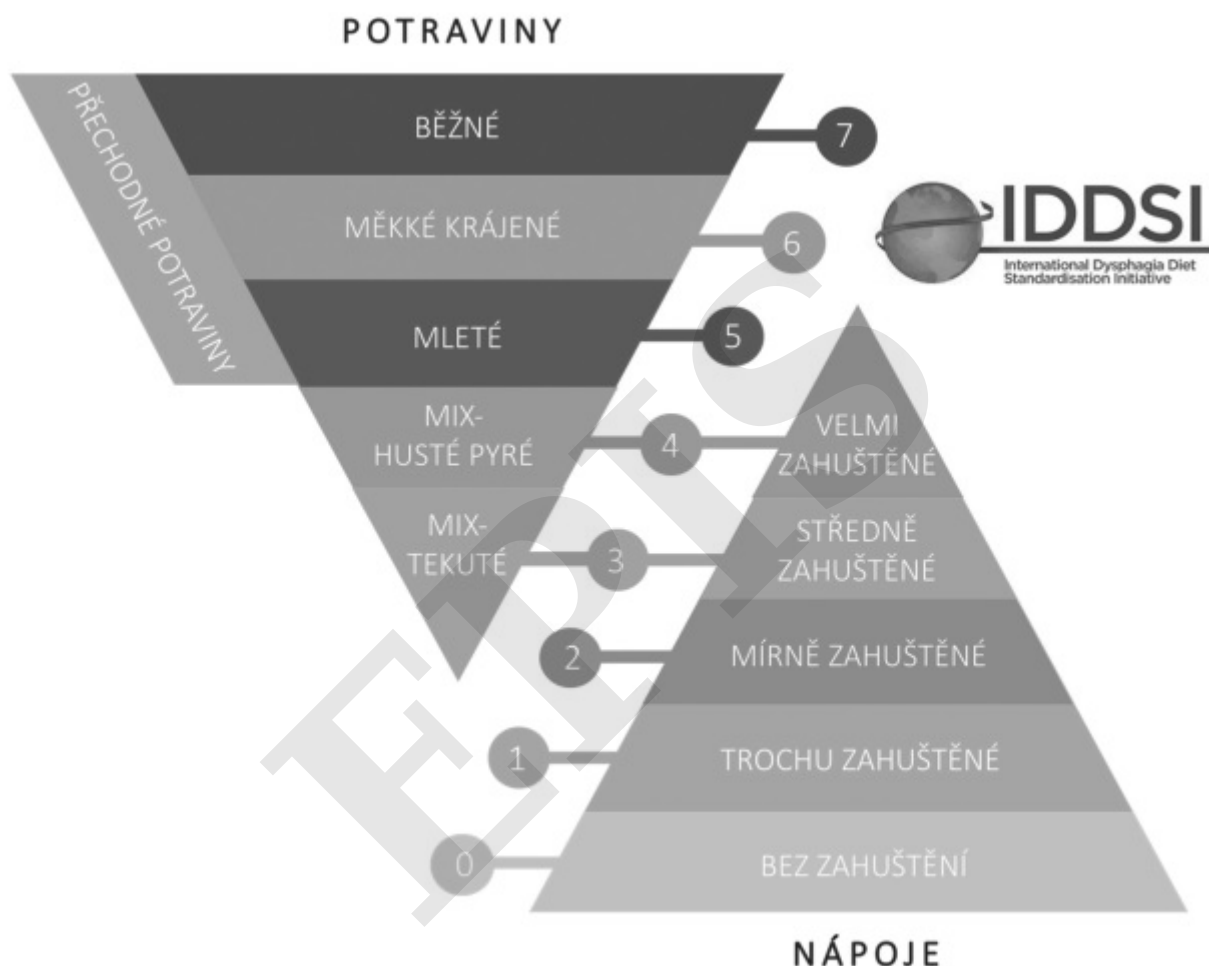 POTRAVINY
PŘECHODNÉ POTRAVINY
BĚŽNÉ
7
MĚKKÉ KRÁJENÉ
6
IDDSI
International Dysphagia Diet
Standardisation Initiative
MLETÉ
5
MIX-
HUSTÉ PYRÉ
4
VELMI
ZAHUŠTĚNÉ
MIX-
TEKUTÉ
3
STŘEDNĚ
ZAHUŠTĚNÉ
2
MÍRNĚ ZAHUŠTĚNÉ
1
TROCHU ZAHUŠTĚNÉ
0
BEZ ZAHUŠTĚNÍ
NÁPOJE
EPIS